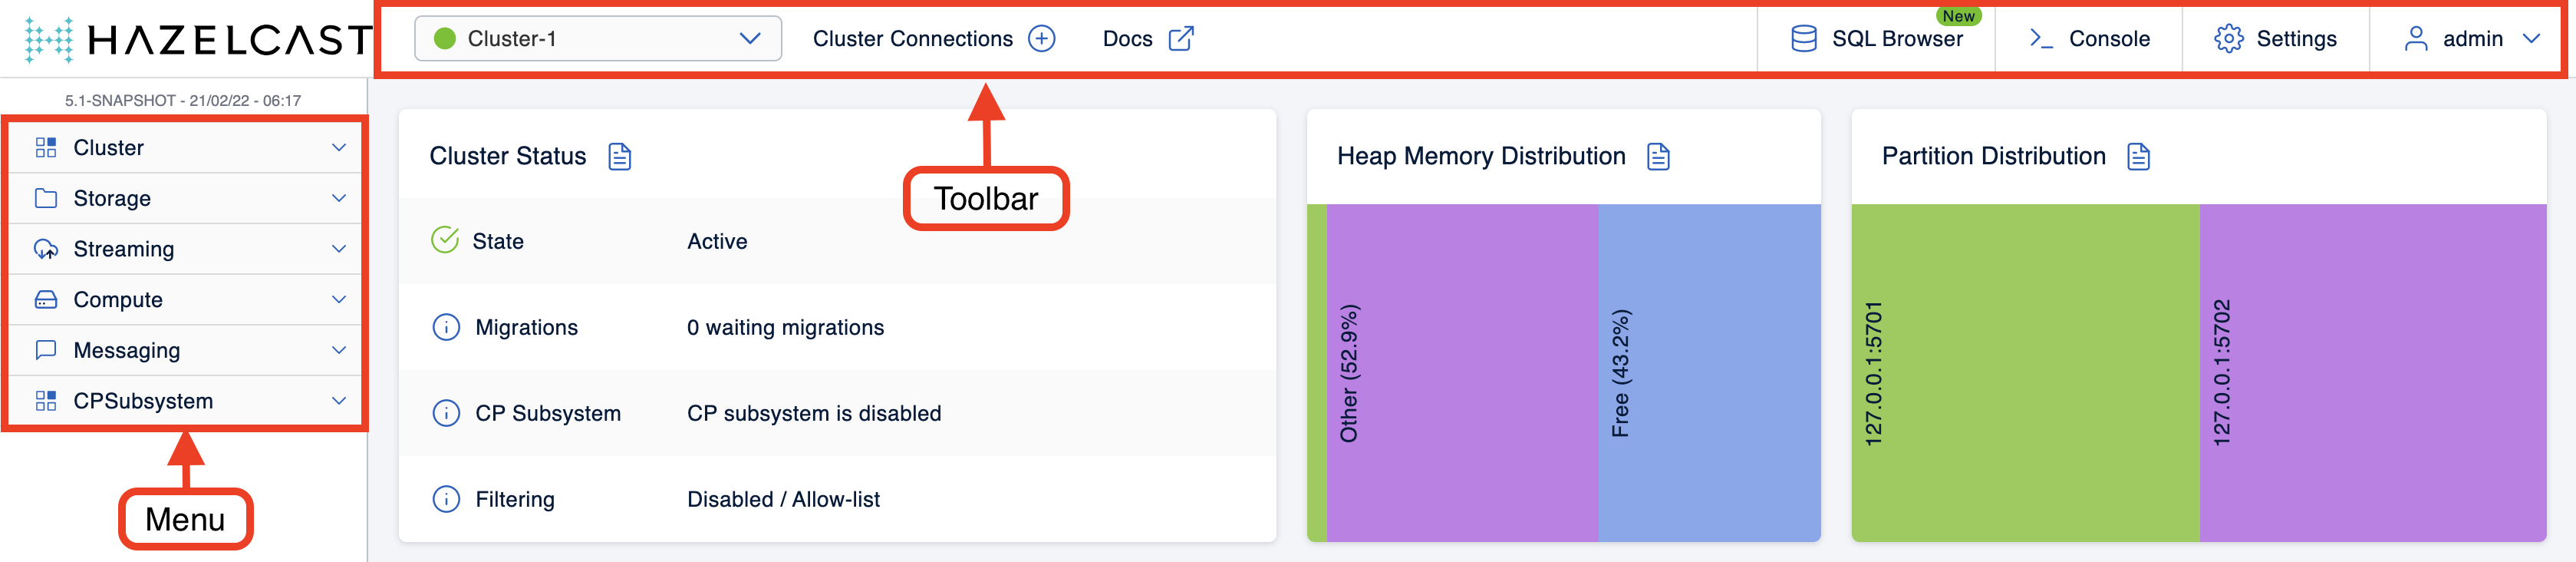 HAZELCAST
Cluster-1
Cluster Connections
Docs
New
SQL Browser
Console
Settings
admin
5.1-SNAPSHOT - 21/02/22 - 06:17
Cluster
Storage
Streaming
Compute
Messaging
CPSubsystem
Menu
Toolbar
Cluster Status
State Active
Migrations 0 waiting migrations
CP Subsystem CP subsystem is disabled
Filtering Disabled / Allow-list
Heap Memory Distribution
Other (52.9%)
Free (43.2%)
Partition Distribution
127.0.0.1:5701
127.0.0.1:5702